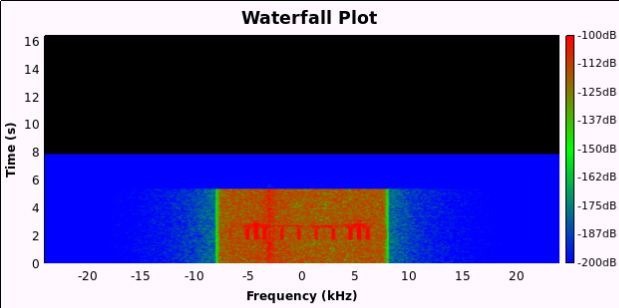 Waterfall Plot
Time (s)
16
14
12
10
8
6
4
2
0
-20 -15 -10 -5 0 5 10 15 20
Frequency (kHz)
-100dB
-112dB
-125dB
-137dB
-150dB
-162dB
-175dB
-187dB
-200dB